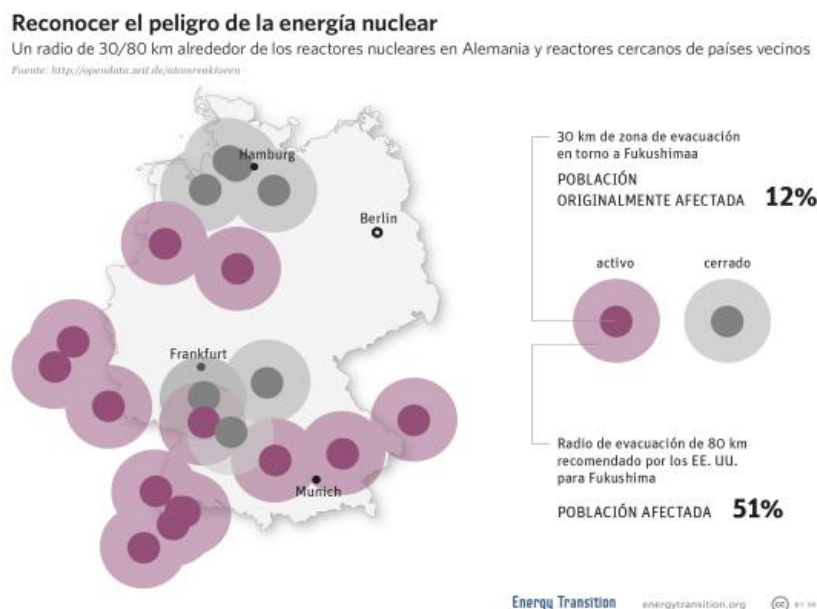 Reconocer el peligro de la energía nuclear
Un radio de 30/80 km alrededor de los reactores nucleares en Alemania y reactores cercanos de países vecinos
Fuente: http://opendata.zeit.de/atomreaktoren
Hamburg
Berlin
Frankfurt
Munich
30 km de zona de evacuación
en torno a Fukushimaa
POBLACIÓN
ORIGINALMENTE AFECTADA 12%
activo cerrado
Radio de evacuación de 80 km
recomendado por los EE. UU.
para Fukushima
POBLACIÓN AFECTADA 51%
Energy Transition energytransition.org cc BY